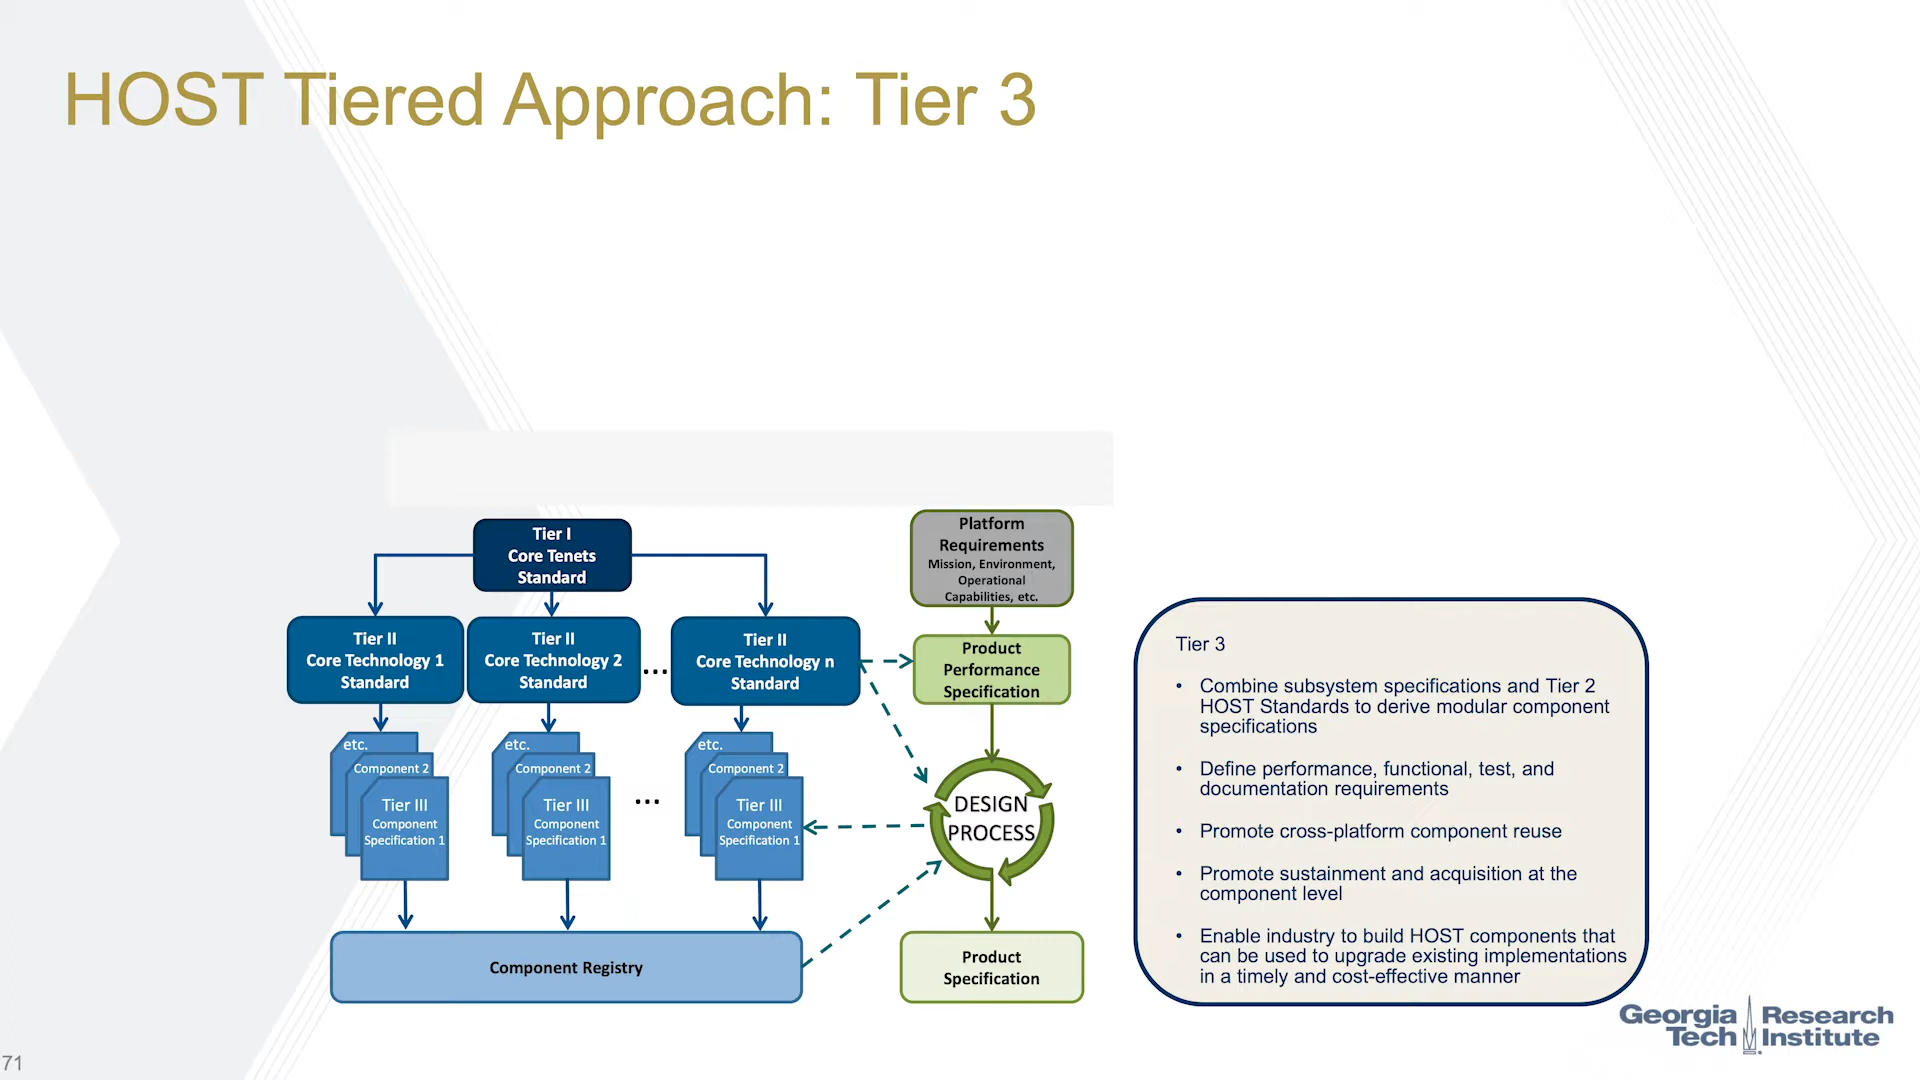 HOST Tiered Approach: Tier 3
Tier I
Core Tenets
Standard
Tier II
Core Technology 1
Standard
Tier II
Core Technology 2
Standard
...
Tier II
Core Technology n
Standard
etc.
Component 2
Tier III
Component
Specification 1
etc.
Component 2
Tier III
Component
Specification 1
...
etc.
Component 2
Tier III
Component
Specification 1
Component Registry
Platform
Requirements
Mission, Environment,
Operational
Capabilities, etc.
Product
Performance
Specification
DESIGN
PROCESS
Product
Specification
Tier 3
• Combine subsystem specifications and Tier 2
HOST Standards to derive modular component
specifications
• Define performance, functional, test, and
documentation requirements
• Promote cross-platform component reuse
• Promote sustainment and acquisition at the
component level
• Enable industry to build HOST components that
can be used to upgrade existing implementations
in a timely and cost-effective manner
Georgia Research
Tech Institute
71